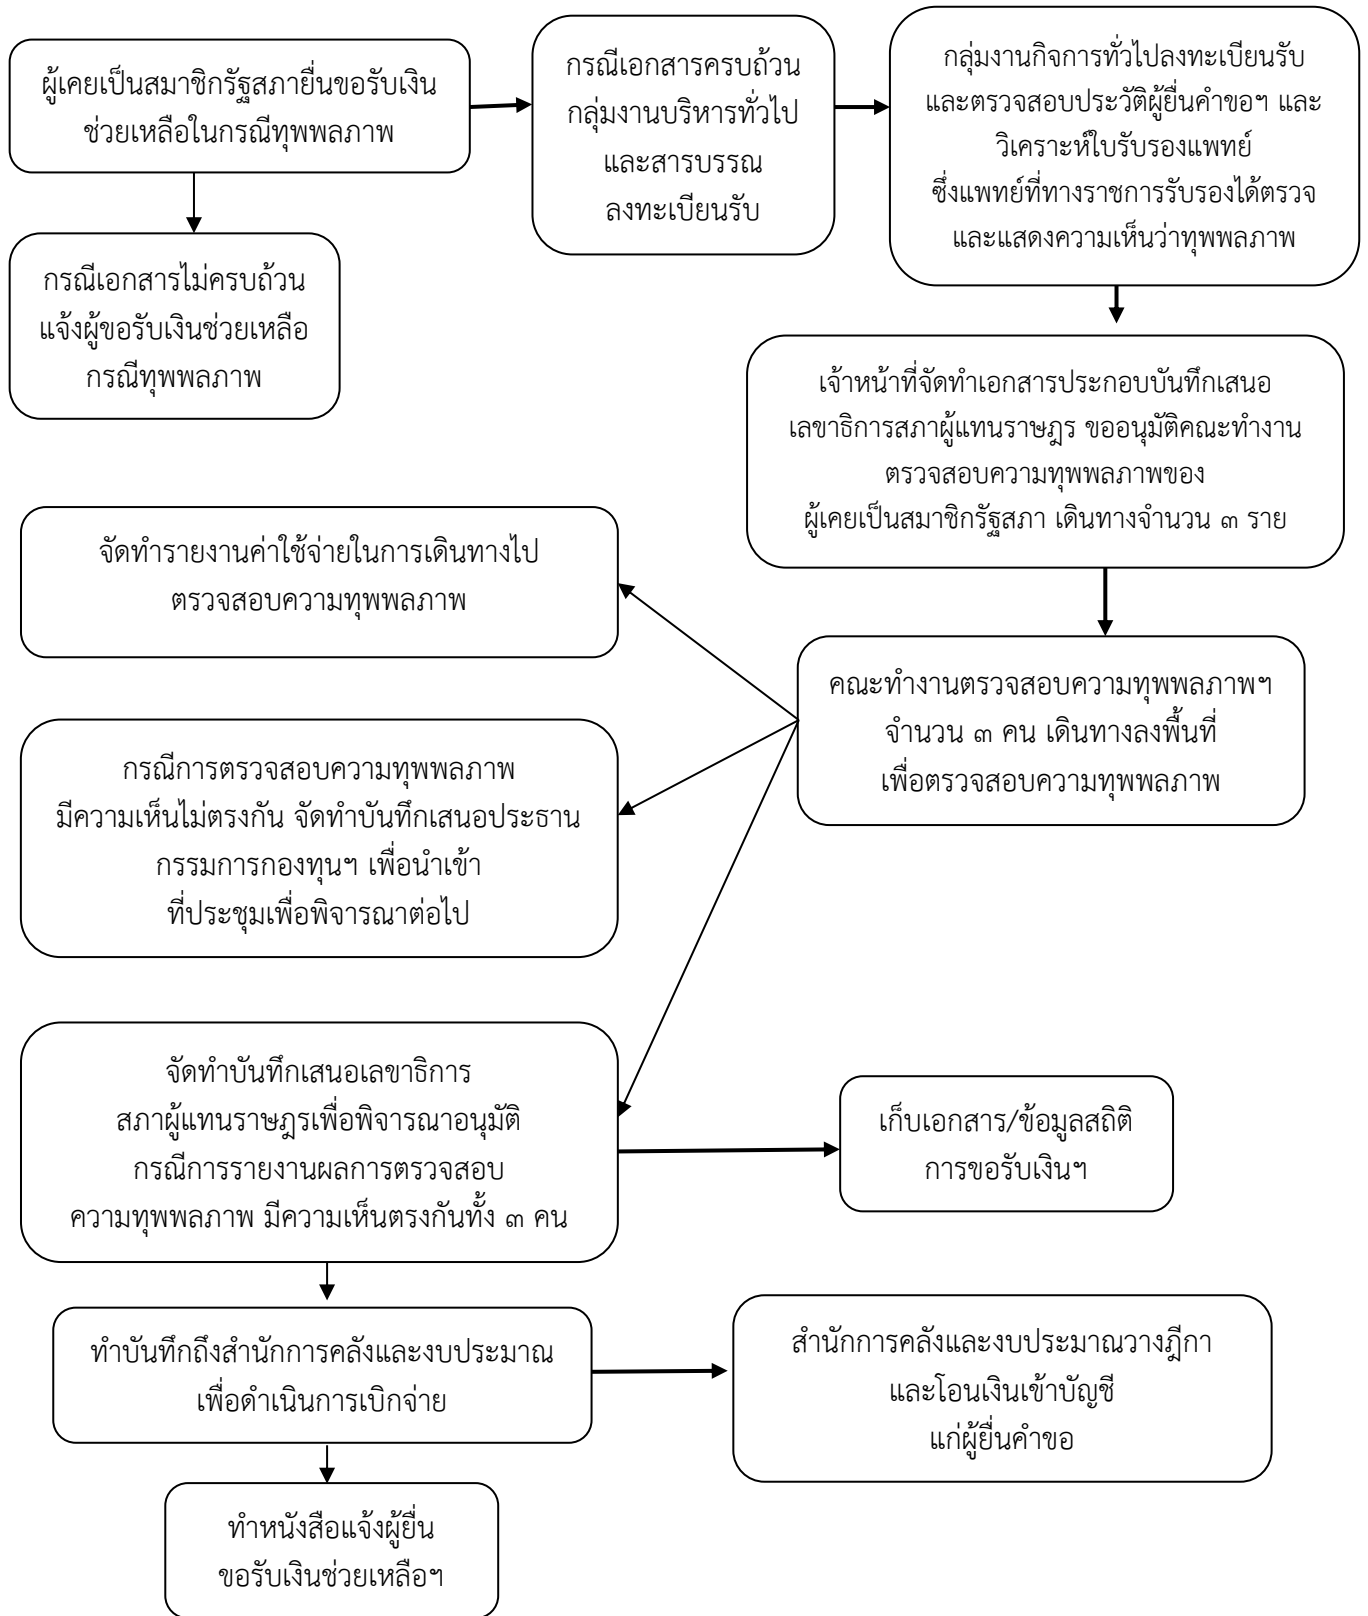 ผู้เคยเป็นสมาชิกรัฐสภายื่นขอรับเงิน
ช่วยเหลือในกรณีทุพพลภาพ
กรณีเอกสารครบถ้วน
กลุ่มงานบริหารทั่วไป
และสารบรรณ
ลงทะเบียนรับ
กลุ่มงานกิจการทั่วไปลงทะเบียนรับ
และตรวจสอบประวัติผู้ยื่นคำขอฯ และ
วิเคราะห์ใบรับรองแพทย์
ซึ่งแพทย์ที่ทางราชการรับรองได้ตรวจ
และแสดงความเห็นว่าทุพพลภาพ
กรณีเอกสารไม่ครบถ้วน
แจ้งผู้ขอรับเงินช่วยเหลือ
กรณีทุพพลภาพ
เจ้าหน้าที่จัดทำเอกสารประกอบบันทึกเสนอ
เลขาธิการสภาผู้แทนราษฎร ขออนุมัติคณะทำงาน
ตรวจสอบความทุพพลภาพของ
ผู้เคยเป็นสมาชิกรัฐสภา เดินทางจำนวน ๓ ราย
จัดทำรายงานค่าใช้จ่ายในการเดินทางไป
ตรวจสอบความทุพพลภาพ
คณะทำงานตรวจสอบความทุพพลภาพฯ
จำนวน ๓ คน เดินทางลงพื้นที่
เพื่อตรวจสอบความทุพพลภาพ
กรณีการตรวจสอบความทุพพลภาพ
มีความเห็นไม่ตรงกัน จัดทำบันทึกเสนอประธาน
กรรมการกองทุนฯ เพื่อนำเข้า
ที่ประชุมเพื่อพิจารณาต่อไป
จัดทำบันทึกเสนอเลขาธิการ
สภาผู้แทนราษฎรเพื่อพิจารณาอนุมัติ
กรณีการรายงานผลการตรวจสอบ
ความทุพพลภาพ มีความเห็นตรงกันทั้ง ๓ คน
เก็บเอกสาร/ข้อมูลสถิติ
การขอรับเงินฯ
ทำบันทึกถึงสำนักการคลังและงบประมาณ
เพื่อดำเนินการเบิกจ่าย
สำนักการคลังและงบประมาณวางฎีกา
และโอนเงินเข้าบัญชี
แก่ผู้ยื่นคำขอ
ทำหนังสือแจ้งผู้ยื่น
ขอรับเงินช่วยเหลือฯ